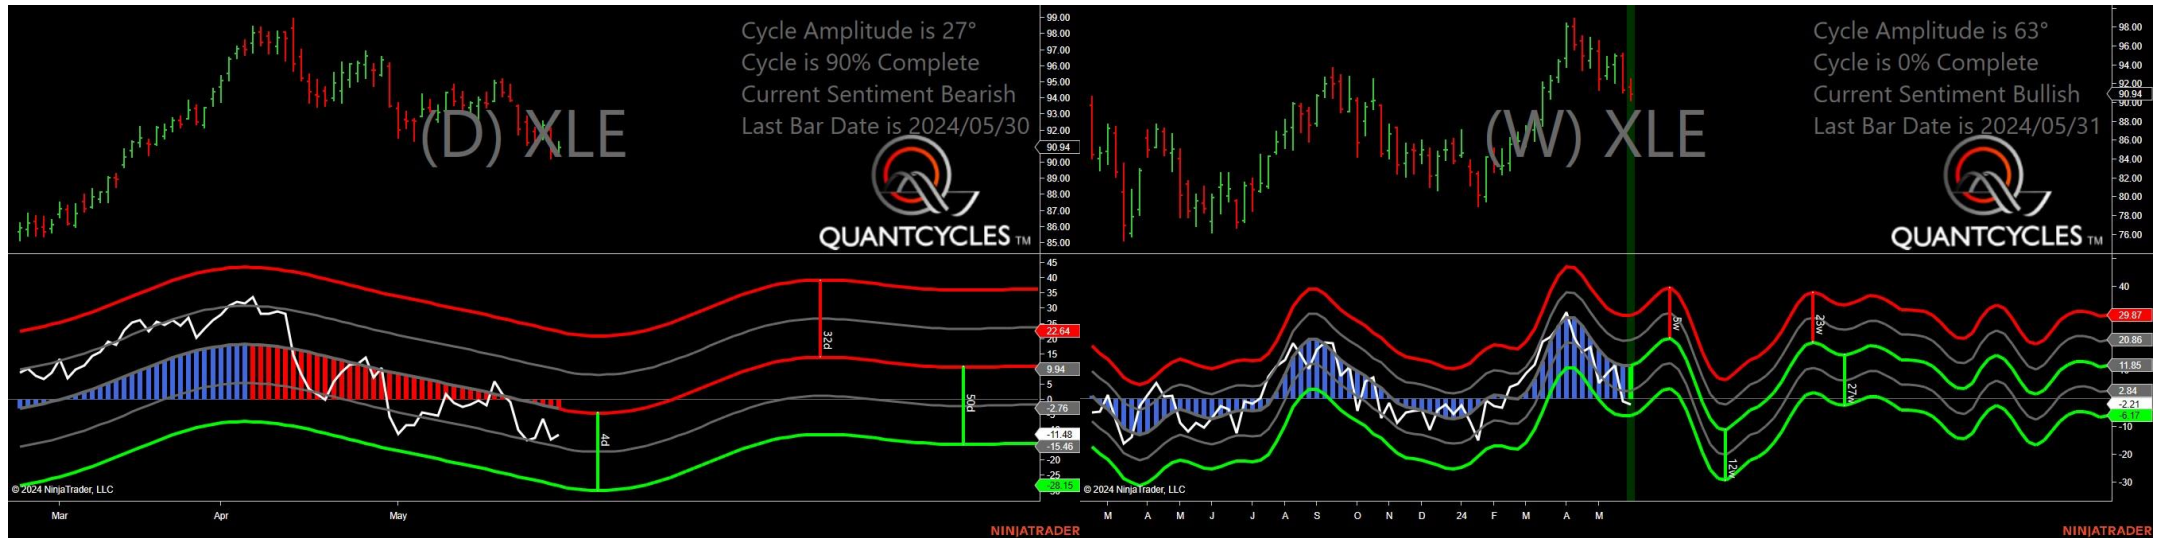 Cycle Amplitude is 27°
Cycle is 90% Complete
Current Sentiment Bearish
Last Bar Date is 2024/05/30
(D) XLE
QUANTCYCLES TM
99.00
98.00
97.00
96.00
95.00
94.00
93.00
92.00
90.94
90.00
89.00
88.00
87.00
86.00
85.00
45
40
35
30
25
22.64
20
15
9.94
5
0
-2.76
-11.48
-15.46
-20
-25
-28.15
32d
4d
50d
© 2024 NinjaTrader, LLC
Mar Apr May
NINJATRADER
Cycle Amplitude is 63°
Cycle is 0% Complete
Current Sentiment Bullish
Last Bar Date is 2024/05/31
(W) XLE
QUANTCYCLES TM
98.00
96.00
94.00
92.00
90.94
90.00
88.00
86.00
84.00
82.00
80.00
78.00
76.00
40
29.87
20.86
11.85
2.84
-2.21
-6.17
-10
-20
-30
5w
23w
27w
12w
© 2024 NinjaTrader, LLC
M A M J J A S O N D 24 F M A M
NINJATRADER